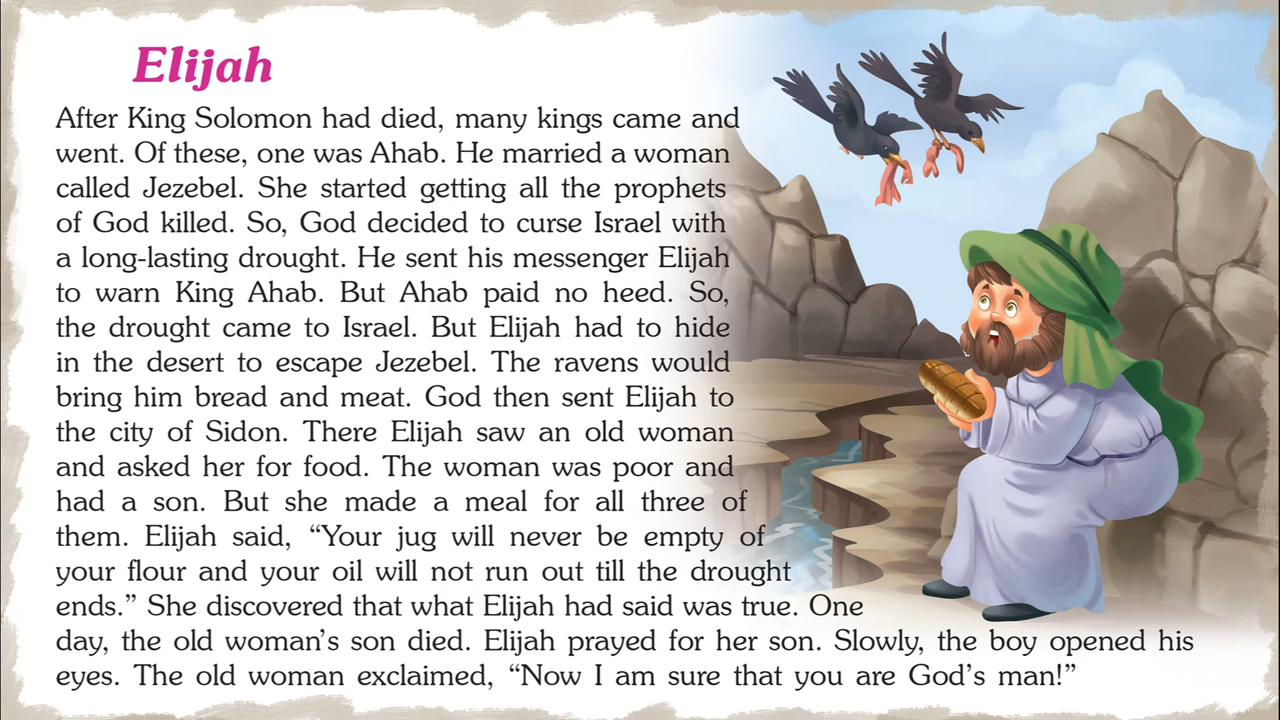 Elijah
After King Solomon had died, many kings came and
went. Of these, one was Ahab. He married a woman
called Jezebel. She started getting all the prophets
of God killed. So, God decided to curse Israel with
a long-lasting drought. He sent his messenger Elijah
to warn King Ahab. But Ahab paid no heed. So,
the drought came to Israel. But Elijah had to hide
in the desert to escape Jezebel. The ravens would
bring him bread and meat. God then sent Elijah to
the city of Sidon. There Elijah saw an old woman
and asked her for food. The woman was poor and
had a son. But she made a meal for all three of
them. Elijah said, “Your jug will never be empty of
your flour and your oil will not run out till the drought
ends.” She discovered that what Elijah had said was true. One
day, the old woman’s son died. Elijah prayed for her son. Slowly, the boy opened his
eyes. The old woman exclaimed, “Now I am sure that you are God’s man!”